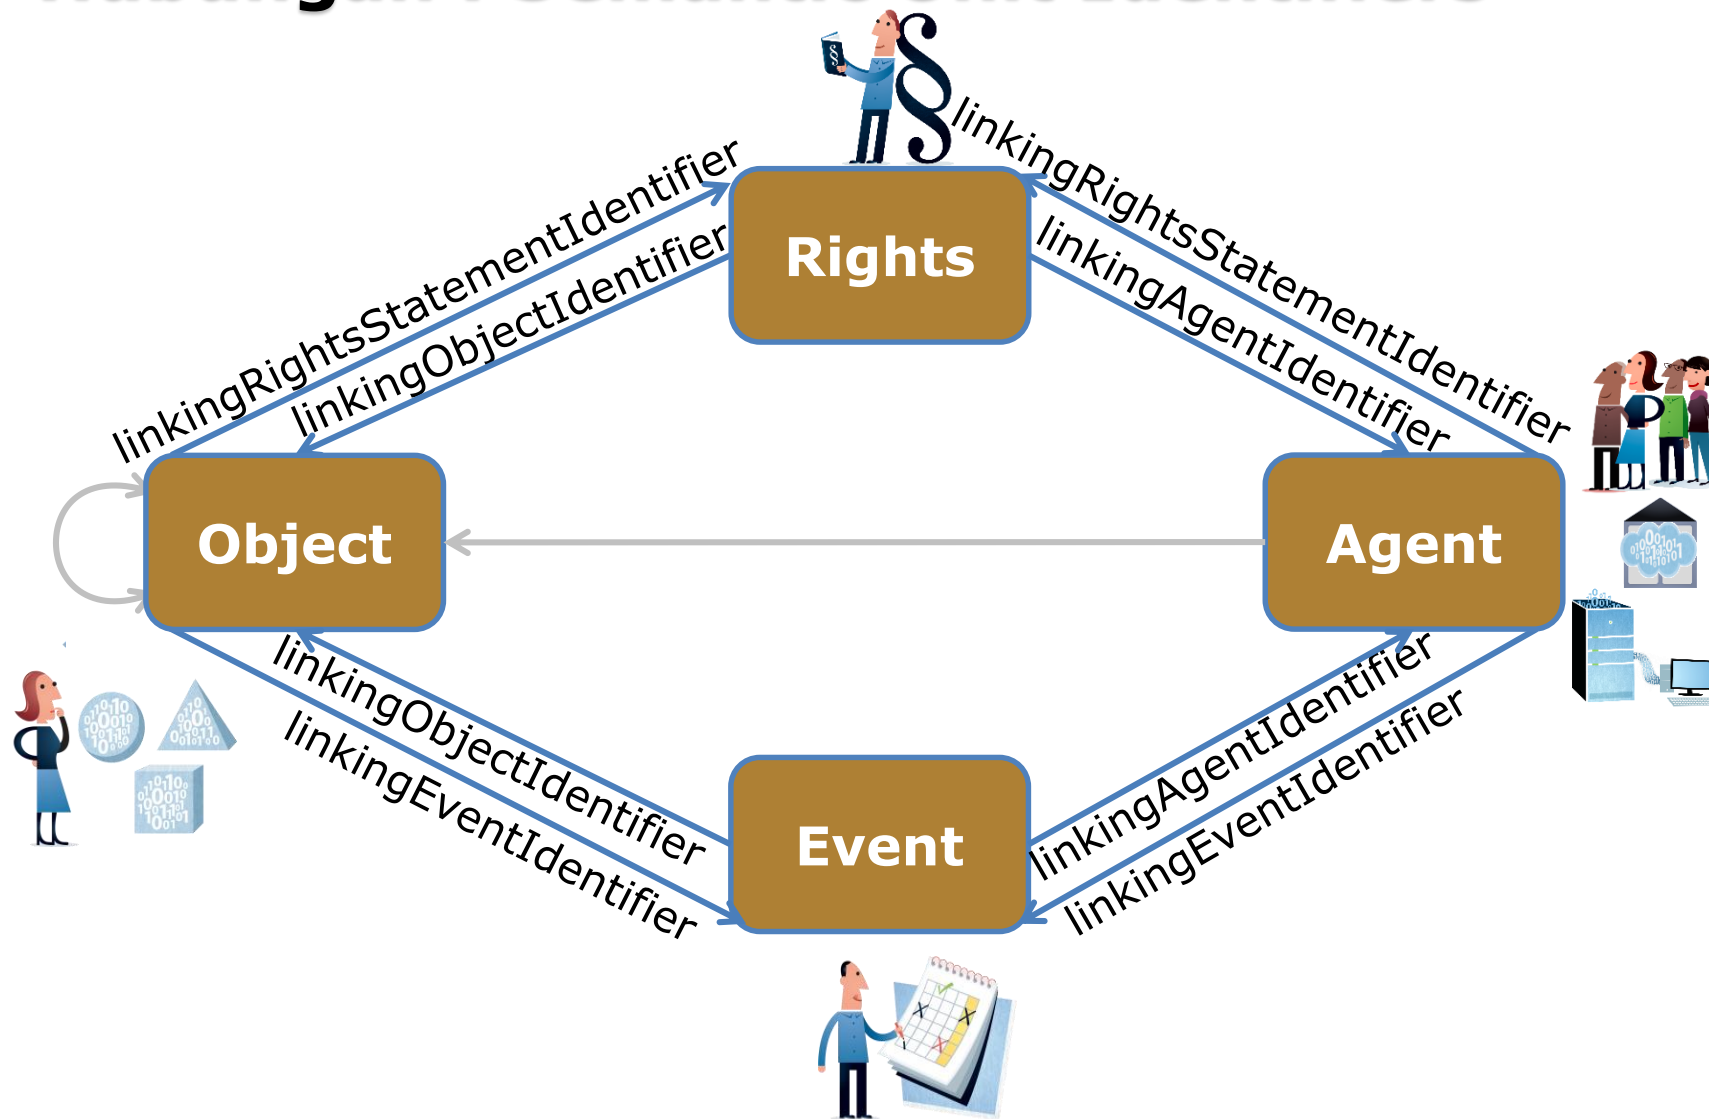 linkingRightsStatementIdentifier
linkingRightsStatementIdentifier
linkingObjectIdentifier
linkingAgentIdentifier
Rights
Object
Agent
linkingObjectIdentifier
linkingEventIdentifier
linkingAgentIdentifier
linkingEventIdentifier
Event